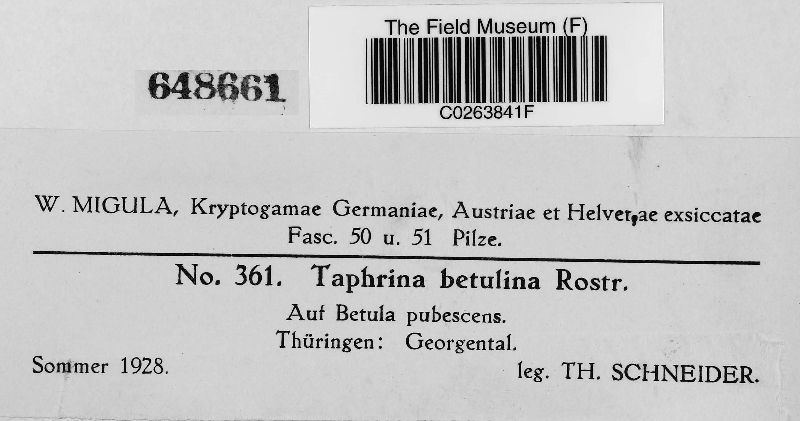 The Field Museum (F)
C0263841F
648661
W. MIGULA, Kryptogamae Germaniae, Austriae et Helvetiae exsiccatae
Fasc. 50 u. 51 Pilze.
No. 361. Taphrina betulina Rostr.
Auf Betula pubescens.
Thüringen: Georgental.
Sommer 1928.
leg. TH. SCHNEIDER.